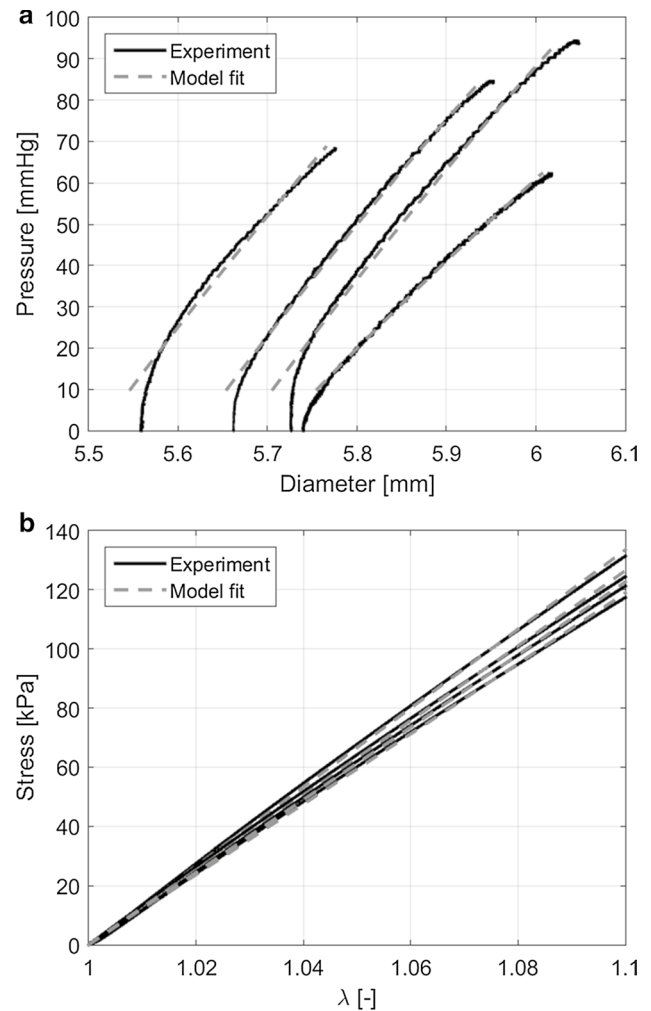 a
100
90
80
70
60
50
40
30
20
10
0
Pressure [mmHg]
Experiment
Model fit
5.5 5.6 5.7 5.8 5.9 6 6.1
Diameter [mm]
b
140
120
100
80
60
40
20
0
Stress [kPa]
Experiment
Model fit
1 1.02 1.04 1.06 1.08 1.1
λ [-]